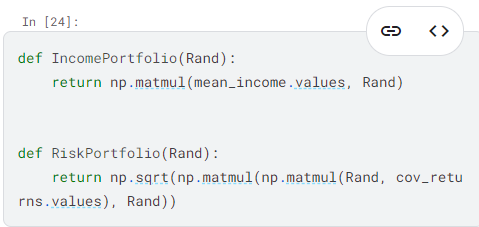 In [24]:
def IncomePortfolio(Rand):
    return np.matmul(mean_income.values, Rand)
def RiskPortfolio(Rand):
    return np.sqrt(np.matmul(np.matmul(Rand, cov_retu
rns.values), Rand))